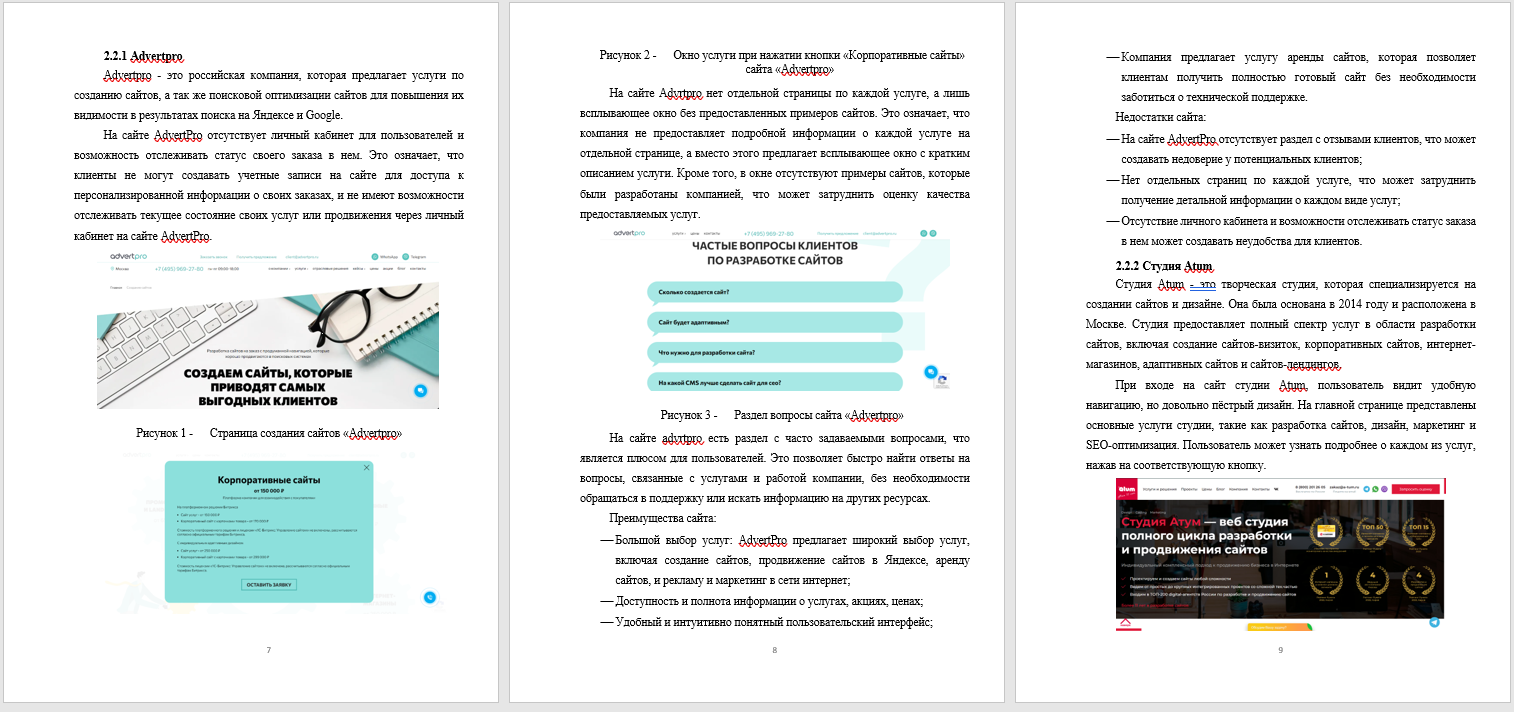 2.2.1 Advertpro
Advertpro - это российская компания, которая предлагает услуги по
созданию сайтов, а так же поисковой оптимизации сайтов для повышения их
видимости в результатах поиска на Яндексе и Google.
На сайте AdvertPro отсутствует личный кабинет для пользователей и
возможность отслеживать статус своего заказа в нем. Это означает, что
клиенты не могут создавать учетные записи на сайте для доступа к
персонализированной информации о своих заказах, и не имеют возможности
отслеживать текущее состояние своих услуг или продвижения через личный
кабинет на сайте AdvertPro.
advertpro
WhatsApp
Telegram
Москва
+7 (495) 969-27-80
СОЗДАЕМ САЙТЫ, КОТОРЫЕ
ПРИВОДЯТ САМЫХ
ВЫГОДНЫХ КЛИЕНТОВ
Рисунок 1 - Страница создания сайтов «Advertpro»
Корпоративные сайты
от 150 000 ₽
ОСТАВИТЬ ЗАЯВКУ
7
Рисунок 2 - Окно услуги при нажатии кнопки «Корпоративные сайты»
сайта «Advertpro»
На сайте Advrtpro нет отдельной страницы по каждой услуге, а лишь
всплывающее окно без предоставленных примеров сайтов. Это означает, что
компания не предоставляет подробной информации о каждой услуге на
отдельной странице, а вместо этого предлагает всплывающее окно с кратким
описанием услуги. Кроме того, в окне отсутствуют примеры сайтов, которые
были разработаны компанией, что может затруднить оценку качества
предоставляемых услуг.
advertpro
+7 (495) 969-27-80
ЧАСТЫЕ ВОПРОСЫ КЛИЕНТОВ
ПО РАЗРАБОТКЕ САЙТОВ
Сколько создается сайт?
Сайт будет адаптивным?
Что нужно для разработки сайта?
На какой CMS лучше сделать сайт для сео?
Рисунок 3 - Раздел вопросы сайта «Advertpro»
На сайте advrtpro есть раздел с часто задаваемыми вопросами, что
является плюсом для пользователей. Это позволяет быстро найти ответы на
вопросы, связанные с услугами и работой компании, без необходимости
обращаться в поддержку или искать информацию на других ресурсах.
Преимущества сайта:
— Большой выбор услуг: AdvertPro предлагает широкий выбор услуг,
включая создание сайтов, продвижение сайтов в Яндексе, аренду
сайтов, и рекламу и маркетинг в сети интернет;
— Доступность и полнота информации о услугах, акциях, ценах;
— Удобный и интуитивно понятный пользовательский интерфейс;
8
— Компания предлагает услугу аренды сайтов, которая позволяет
клиентам получить полностью готовый сайт без необходимости
заботиться о технической поддержке.
Недостатки сайта:
— На сайте AdvertPro отсутствует раздел с отзывами клиентов, что может
создавать недоверие у потенциальных клиентов;
— Нет отдельных страниц по каждой услуге, что может затруднить
получение детальной информации о каждом виде услуг;
— Отсутствие личного кабинета и возможности отслеживать статус заказа
в нем может создавать неудобства для клиентов.
2.2.2 Студия Atum
Студия Atum - это творческая студия, которая специализируется на
создании сайтов и дизайне. Она была основана в 2014 году и расположена в
Москве. Студия предоставляет полный спектр услуг в области разработки
сайтов, включая создание сайтов-визиток, корпоративных сайтов, интернет-
магазинов, адаптивных сайтов и сайтов-лендингов.
При входе на сайт студии Atum, пользователь видит удобную
навигацию, но довольно пёстрый дизайн. На главной странице представлены
основные услуги студии, такие как разработка сайтов, дизайн, маркетинг и
SEO-оптимизация. Пользователь может узнать подробнее о каждом из услуг,
нажав на соответствующую кнопку.
Студия Атум — веб студия
полного цикла разработки
и продвижения сайтов
ТОП 50
ТОП 15
1
4
4
9